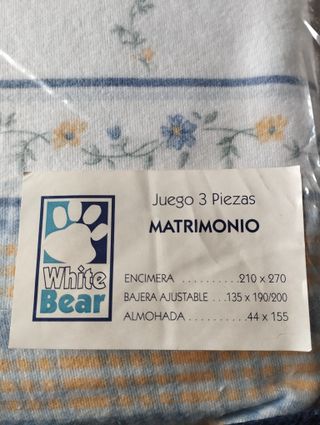 Juego 3 Piezas
MATRIMONIO
White
Bear
ENCIMERA ..........210 x 270
BAJERA AJUSTABLE ...135 x 190/200
ALMOHADA ..........44 x 155